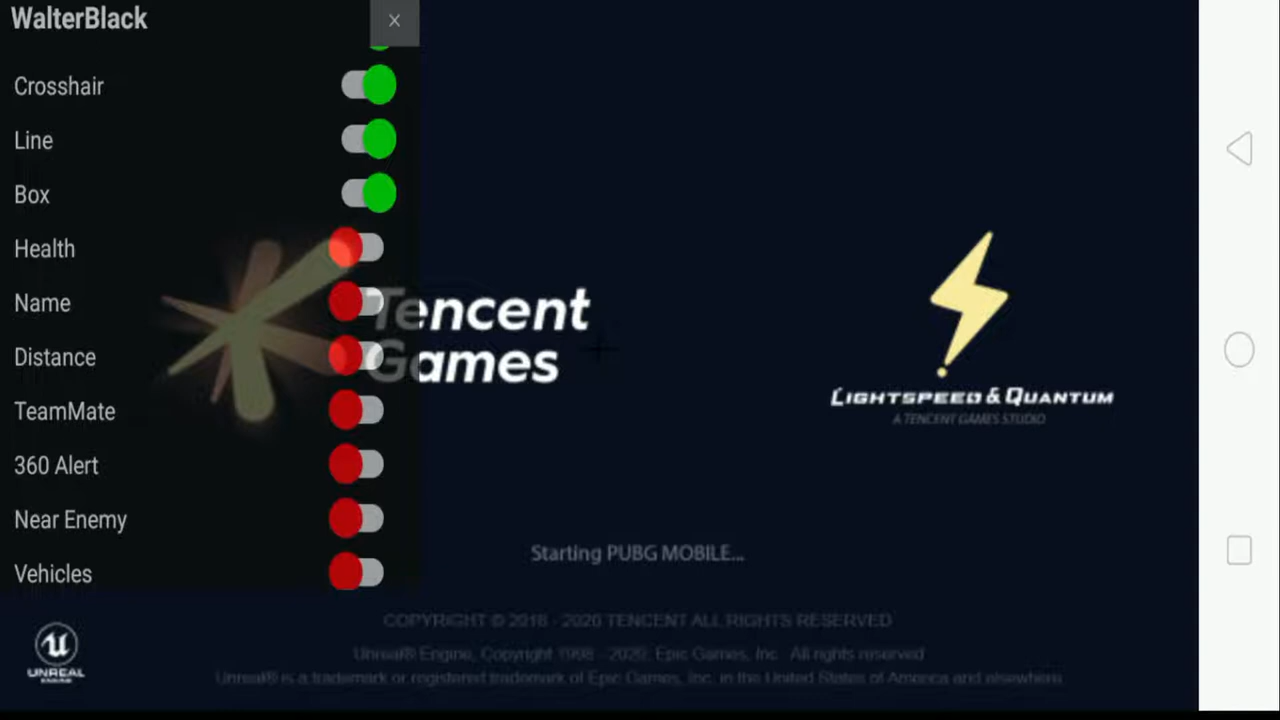 WalterBlack
×
Crosshair
Line
Box
Health
Name
Distance
TeamMate
360 Alert
Near Enemy
Vehicles
Tencent
Games
LIGHTSPEED & QUANTUM
A TENCENT GAMES STUDIO
Starting PUBG MOBILE...
COPYRIGHT © 2018 - 2020 TENCENT ALL RIGHTS RESERVED
Unreal® Engine, Copyright 1998 - 2020, Epic Games, Inc. All rights reserved
Unreal® is a trademark or registered trademark of Epic Games, Inc. in the United States of America and elsewhere
UNREAL
ENGINE